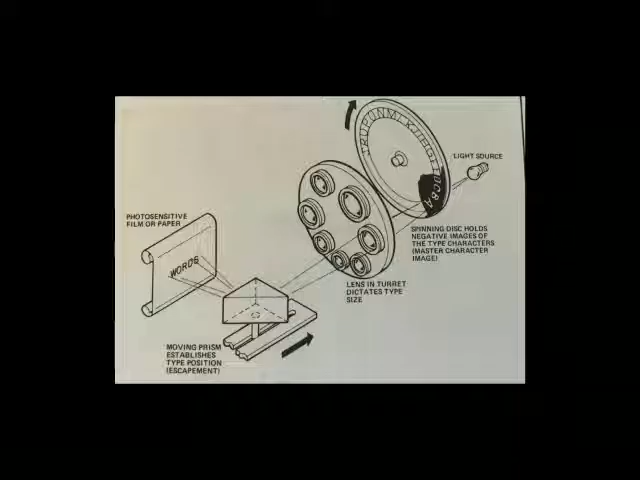 LIGHT SOURCE
SPINNING DISC HOLDS
NEGATIVE IMAGES OF
THE TYPE CHARACTERS
(MASTER CHARACTER
IMAGE)
PHOTOSENSITIVE
FILM OR PAPER
WORDS
LENS IN TURRET
DICTATES TYPE
SIZE
MOVING PRISM
ESTABLISHES
TYPE POSITION
(ESCAPEMENT)